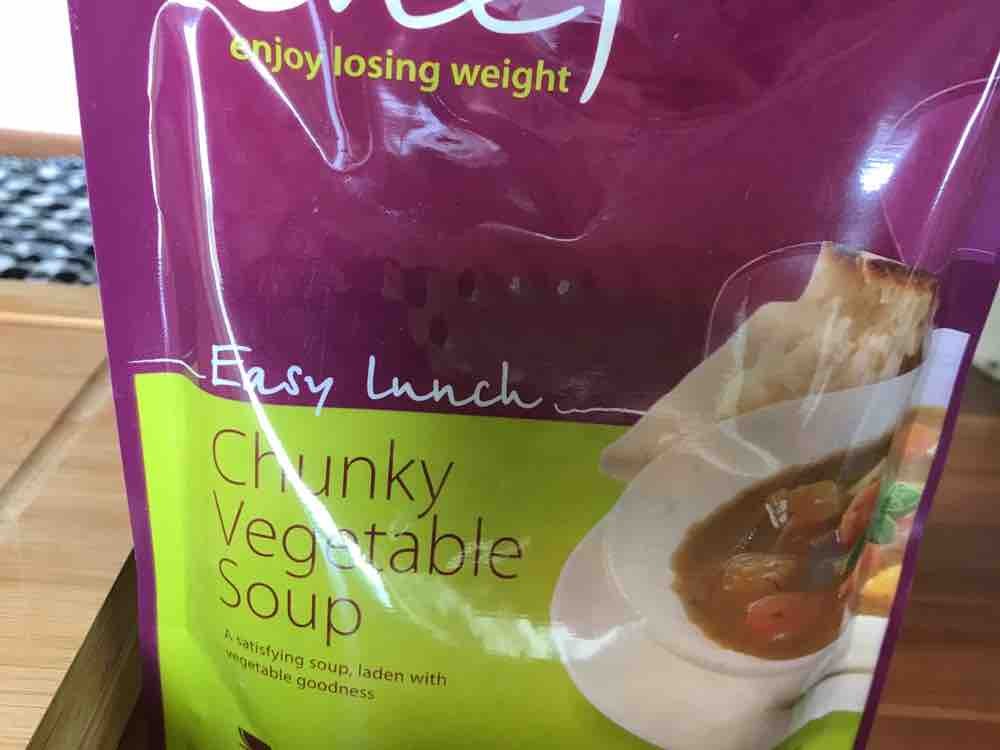 enjoy losing weight
Easy Lunch
Chunky
Vegetable
Soup
A satisfying soup, laden with
vegetable goodness